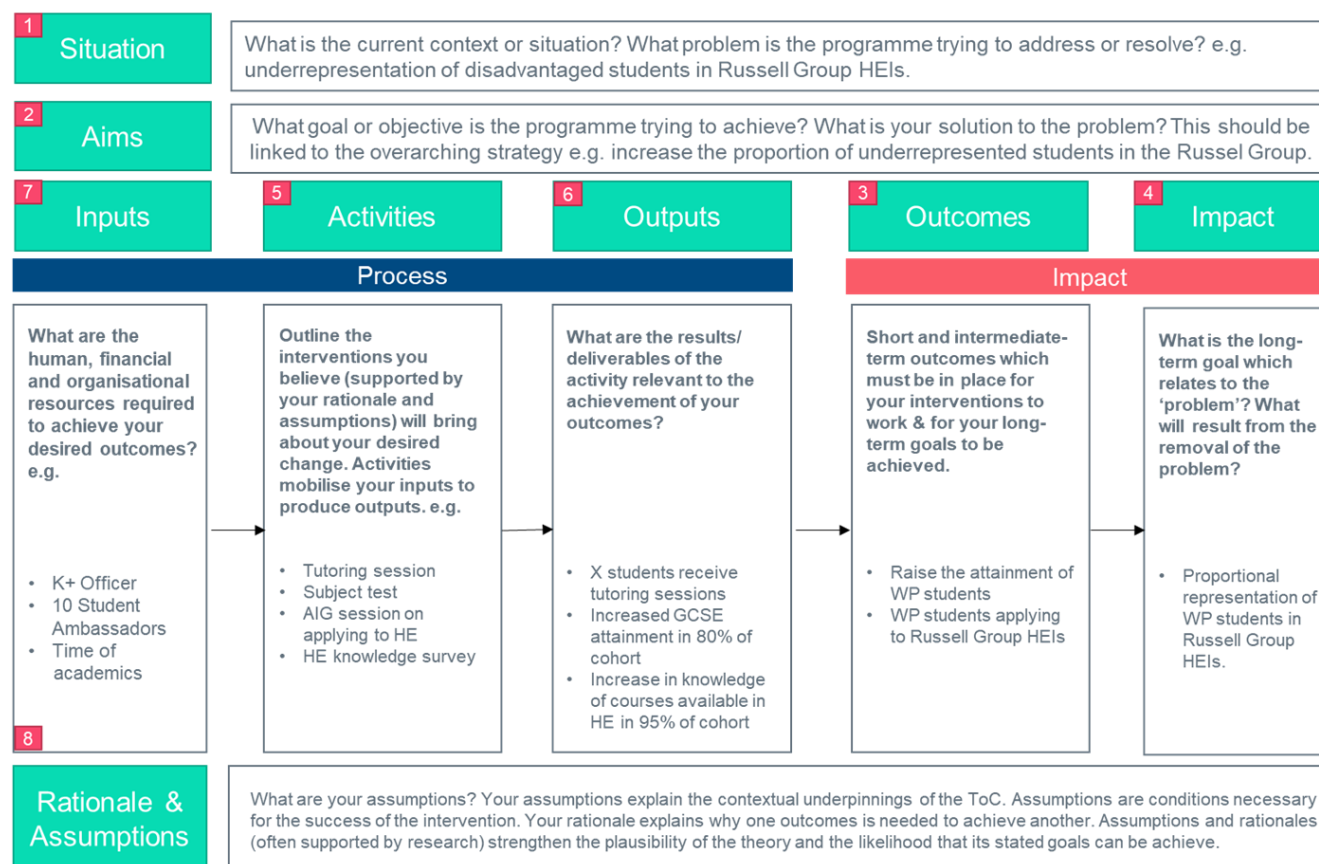 1
Situation
What is the current context or situation? What problem is the programme trying to address or resolve? e.g.
underrepresentation of disadvantaged students in Russell Group HEIs.
2
Aims
What goal or objective is the programme trying to achieve? What is your solution to the problem? This should be
linked to the overarching strategy e.g. increase the proportion of underrepresented students in the Russel Group.
7
Inputs
5
Activities
6
Outputs
3
Outcomes
4
Impact
Process
Impact
What are the
human, financial
and organisational
resources required
to achieve your
desired outcomes?
e.g.
• K+ Officer
• 10 Student
Ambassadors
• Time of
academics
Outline the
interventions you
believe (supported by
your rationale and
assumptions) will bring
about your desired
change. Activities
mobilise your inputs to
produce outputs. e.g.
• Tutoring session
• Subject test
• AIG session on
applying to HE
• HE knowledge survey
What are the results/
deliverables of the
activity relevant to the
achievement of your
outcomes?
• X students receive
tutoring sessions
• Increased GCSE
attainment in 80% of
cohort
• Increase in knowledge
of courses available in
HE in 95% of cohort
Short and intermediate-
term outcomes which
must be in place for
your interventions to
work & for your long-
term goals to be
achieved.
• Raise the attainment of
WP students
• WP students applying
to Russell Group HEIs
What is the long-
term goal which
relates to the
‘problem’? What
will result from the
removal of the
problem?
• Proportional
representation of
WP students in
Russell Group
HEIs.
8
Rationale &
Assumptions
What are your assumptions? Your assumptions explain the contextual underpinnings of the ToC. Assumptions are conditions necessary
for the success of the intervention. Your rationale explains why one outcomes is needed to achieve another. Assumptions and rationales
(often supported by research) strengthen the plausibility of the theory and the likelihood that its stated goals can be achieve.